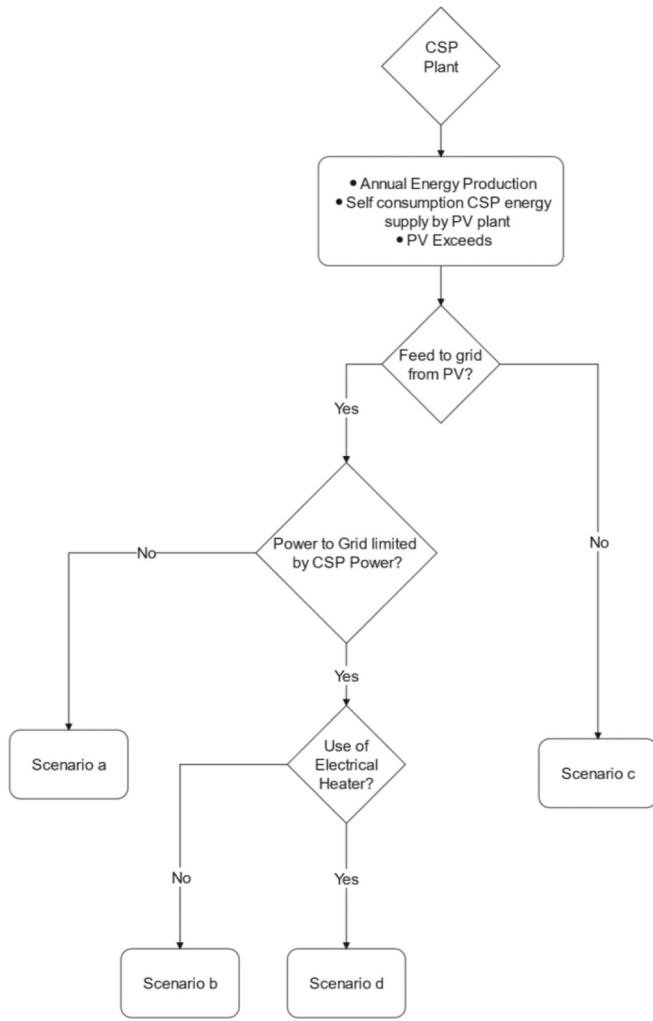 CSP
Plant
• Annual Energy Production
• Self consumption CSP energy
supply by PV plant
• PV Exceeds
Feed to grid
from PV?
Yes
No
Power to Grid limited
by CSP Power?
No
Yes
Scenario a
Use of
Electrical
Heater?
Scenario c
No
Yes
Scenario b
Scenario d